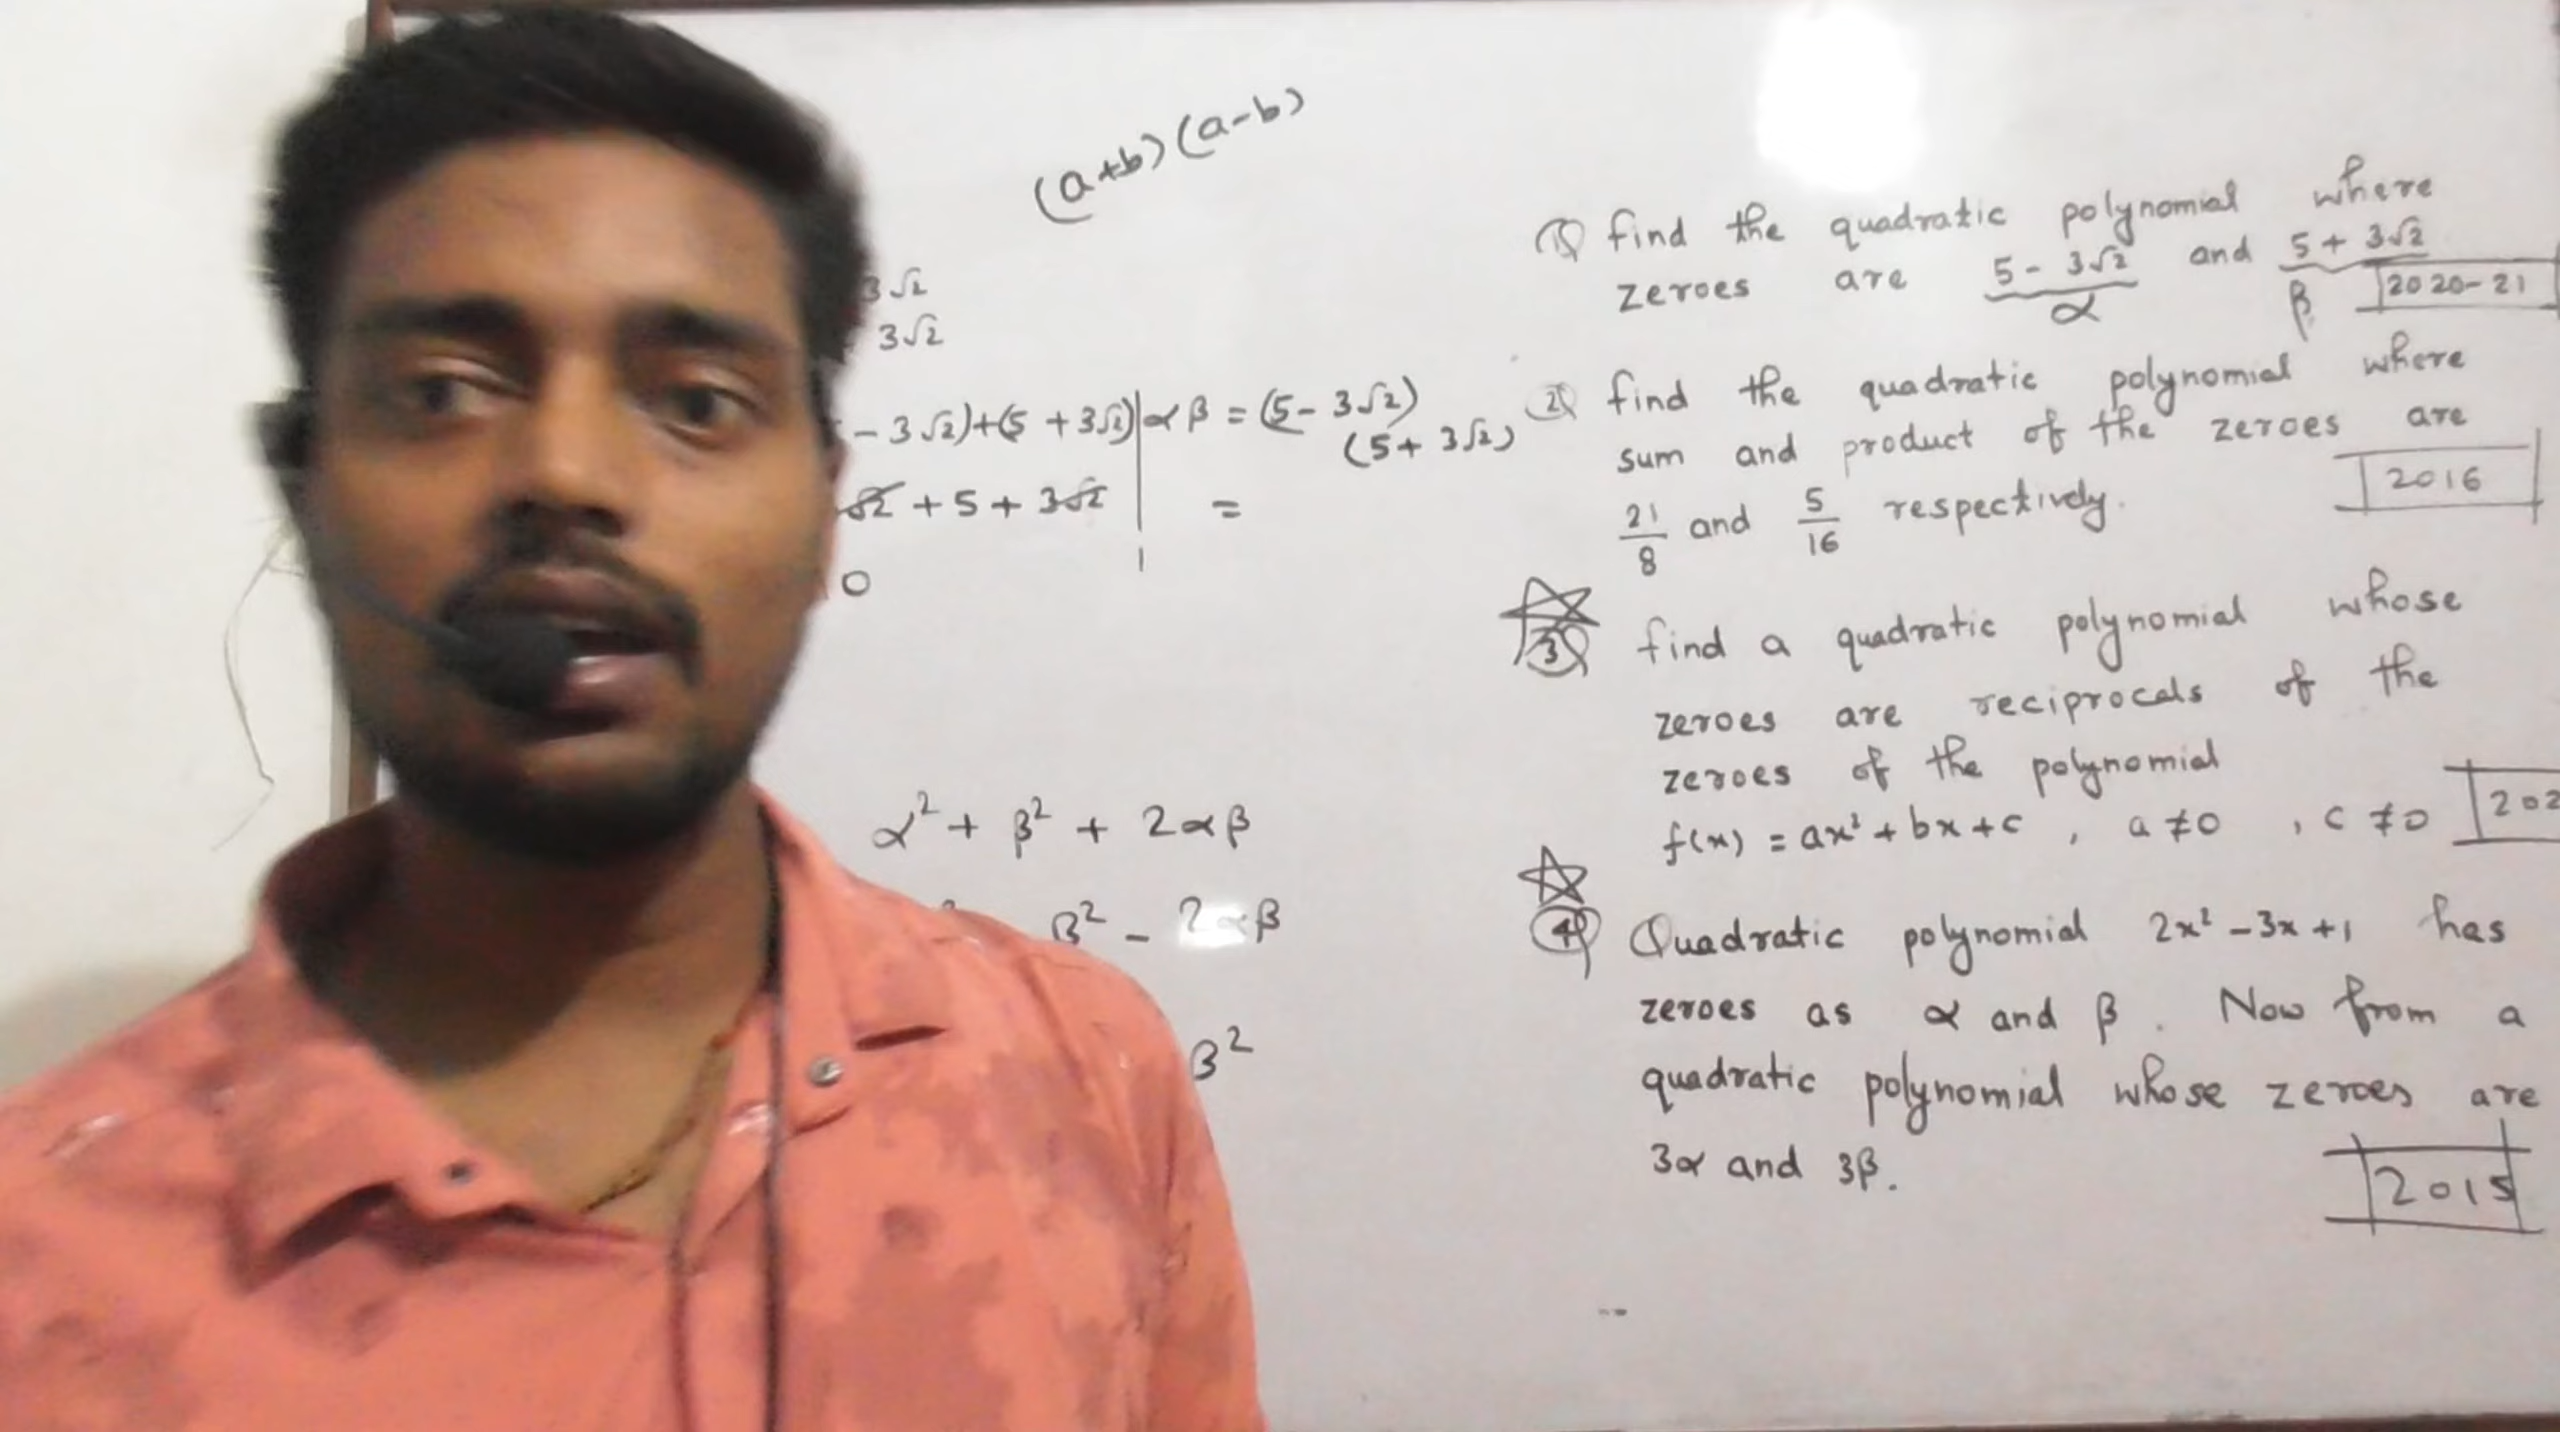 (a+b)(a-b)
3√2
3√2
- 3√2)+(5 + 3√2) | αβ = (5- 3√2)
(5+ 3√2)
√2 + 5 + 3√2 | =
0
α² + β² + 2αβ
β² - 2αβ
β²
① find the quadratic polynomial where
zeroes are 5 - 3√2 and 5 + 3√2
α β 2020-21
② find the quadratic polynomial where
sum and product of the zeroes are
21/8 and 5/16 respectively. 2016
③ find a quadratic polynomial whose
zeroes are reciprocals of the
zeroes of the polynomial
f(x) = ax² + bx + c , a ≠0 , c ≠0 202
④ Quadratic polynomial 2x² - 3x + 1 has
zeroes as α and β. Now from a
quadratic polynomial whose zeroes are
3α and 3β.
2015